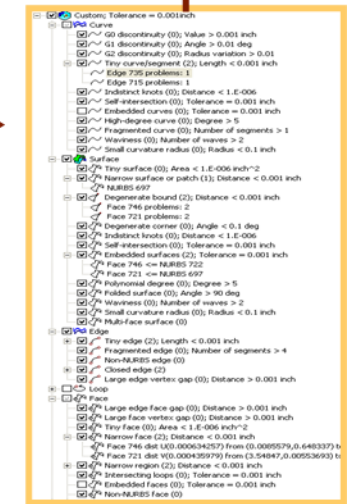 Custom; Tolerance = 0.001inch
Curve
G0 discontinuity (0); Value > 0.001 inch
G1 discontinuity (0); Angle > 0.01 deg
G2 discontinuity (0); Radius variation > 0.01
Tiny curve/segment (2); Length < 0.001 inch
Edge 735 problems: 1
Edge 715 problems: 1
Indistinct knots (0); Distance < 1.E-006
Self-intersection (0); Tolerance = 0.001 inch
Embedded curves (0); Tolerance = 0.001 inch
High-degree curve (0); Degree > 5
Fragmented curve (0); Number of segments > 1
Waviness (0); Number of waves > 2
Small curvature radius (0); Radius < 0.1 inch
Surface
Tiny surface (0); Area < 1.E-006 inch^2
Narrow surface or patch (1); Distance < 0.001 inch
NURBS 697
Degenerate bound (2); Distance < 0.001 inch
Face 746 problems: 2
Face 721 problems: 2
Degenerate corner (0); Angle < 0.1 deg
Indistinct knots (0); Distance < 1.E-006
Self-intersection (0); Tolerance = 0.001 inch
Embedded surfaces (2); Tolerance = 0.001 inch
Face 746 <= NURBS 722
Face 721 <= NURBS 697
Polynomial degree (0); Degree > 5
Folded surface (0); Angle > 90 deg
Waviness (0); Number of waves > 2
Small curvature radius (0); Radius < 0.1 inch
Multi-face surface (0)
Edge
Tiny edge (2); Length < 0.001 inch
Fragmented edge (0); Number of segments > 4
Non-NURBS edge (0)
Closed edge (2)
Large edge vertex gap (0); Distance > 0.001 inch
Loop
Face
Large edge face gap (0); Distance > 0.001 inch
Large face vertex gap (0); Distance > 0.001 inch
Tiny face (0); Area < 1.E-006 inch^2
Narrow face (2); Distance < 0.001 inch
Face 746 dist U(0.000634257) from (0.0085579,0.648337) t
Face 721 dist V(0.000435979) from (3.54847,0.00553693) t
Narrow region (2); Distance < 0.001 inch
Intersecting loops (0); Tolerance = 0.001 inch
Embedded faces (0); Tolerance = 0.001 inch
Non-NURBS face (0)